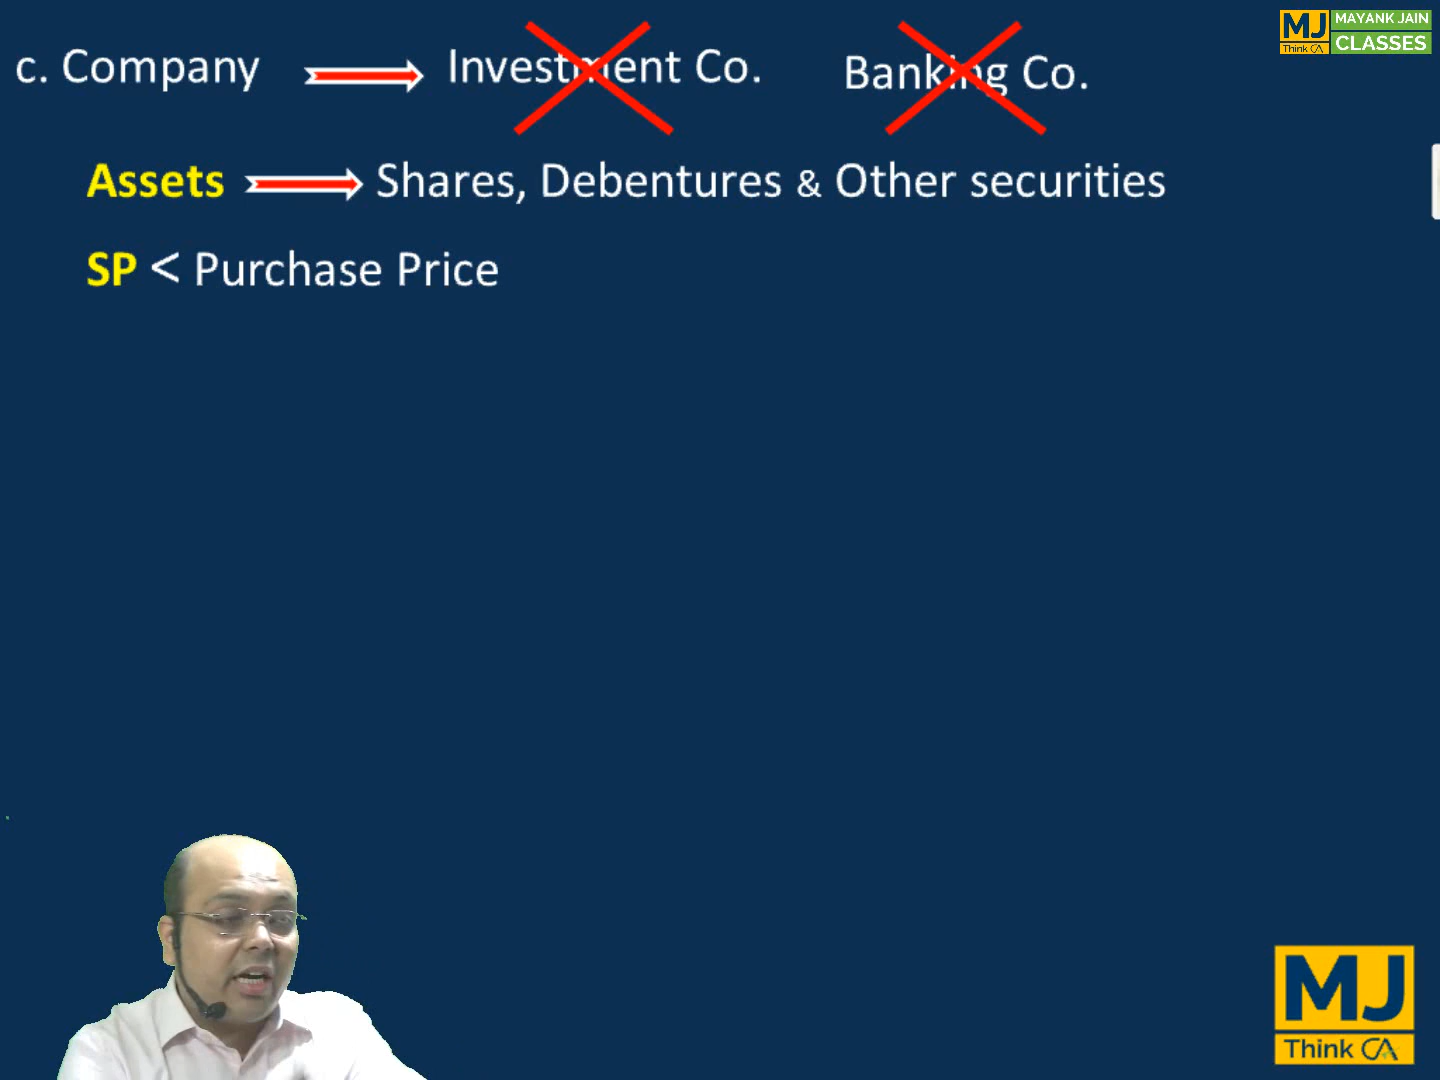 c. Company Investment Co. Banking Co.
MJ MAYANK JAIN
Think CA CLASSES
Assets Shares, Debentures & Other securities
SP < Purchase Price
MJ
Think CA